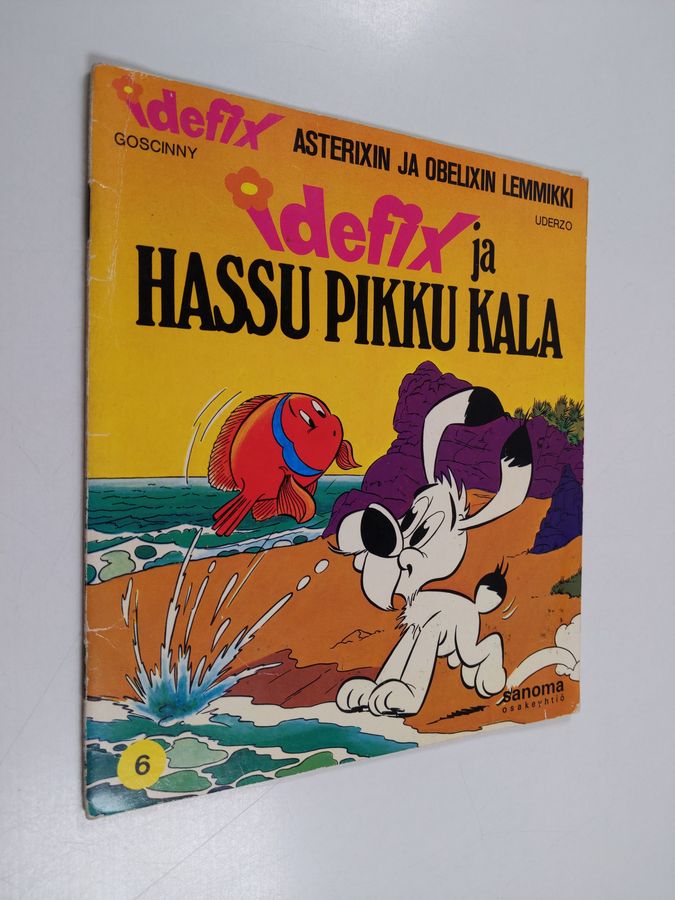 idefix ASTERIXIN JA OBELIXIN LEMMIKKI
GOSCINNY
UDERZO
idefix ja
HASSU PIKKU KALA
sanoma
osakeyhtiö
6